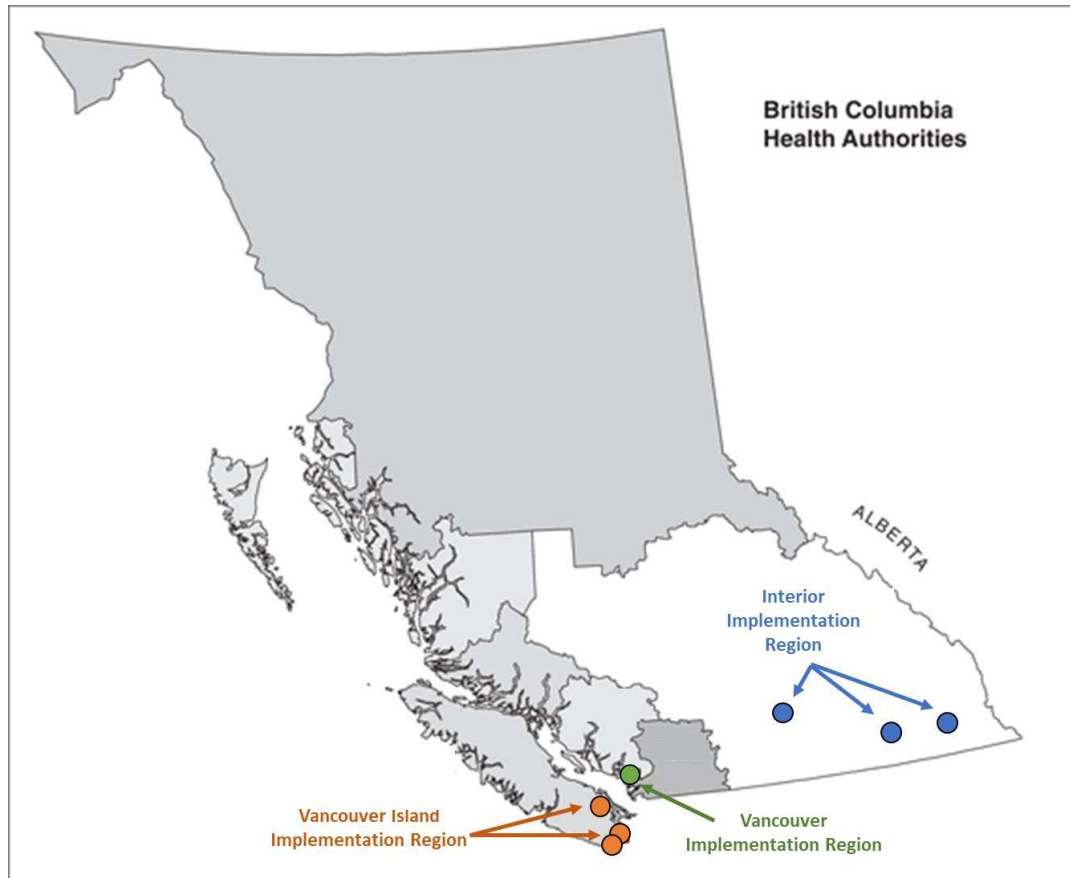 British Columbia
Health Authorities
ALBERTA
Interior
Implementation
Region
Vancouver Island
Implementation Region
Vancouver
Implementation Region